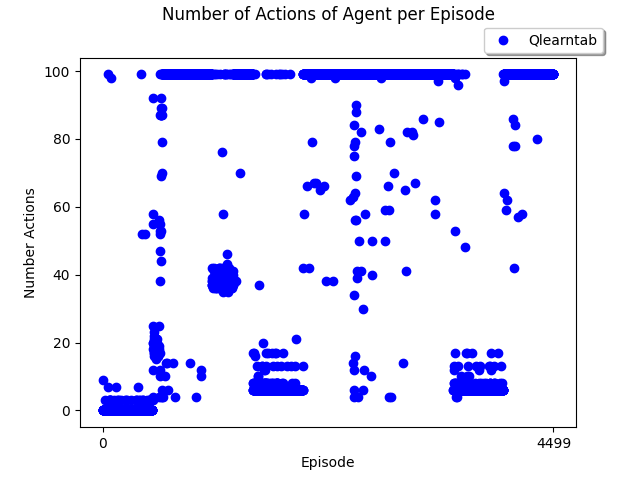 Number of Actions of Agent per Episode
Qlearntab
100
80
60
40
20
0
Number Actions
0
4499
Episode